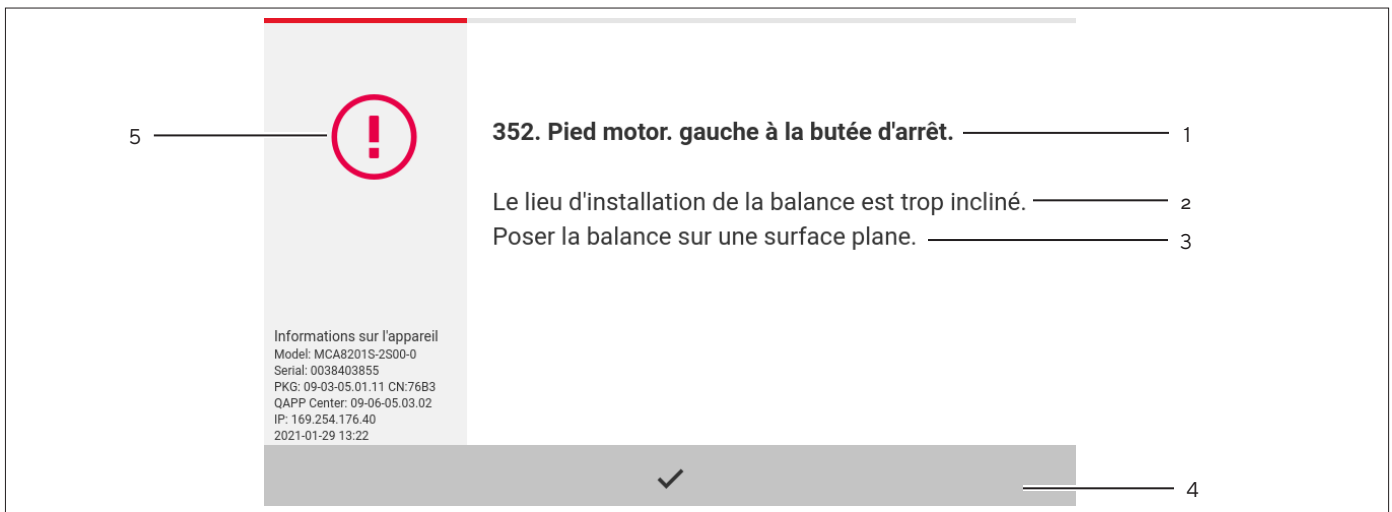 5
352. Pied motor. gauche à la butée d'arrêt.
1
Le lieu d'installation de la balance est trop incliné.
2
Poser la balance sur une surface plane.
3
Informations sur l'appareil
Model: MCA8201S-2S00-0
Serial: 0038403855
PKG: 09-03-05.01.11 CN:76B3
QAPP Center: 09-06-05.03.02
IP: 169.254.176.40
2021-01-29 13:22
4